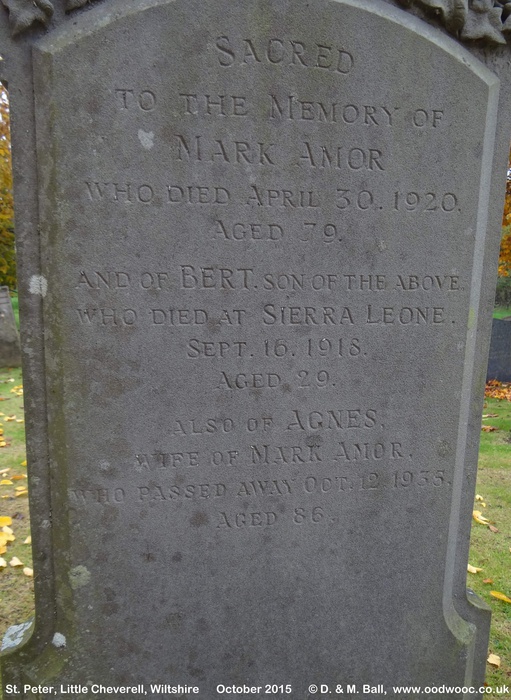 SACRED
TO THE MEMORY OF
MARK AMOR
WHO DIED APRIL 30. 1920.
AGED 79.
AND OF BERT. SON OF THE ABOVE.
WHO DIED AT SIERRA LEONE.
SEPT. 16. 1918.
AGED 29.
ALSO OF AGNES.
WIFE OF MARK AMOR.
WHO PASSED AWAY OCT. 12. 1935.
AGED 86.
St. Peter, Little Cheverell, Wiltshire October 2015 © D. & M. Ball, www.oodwooc.co.uk